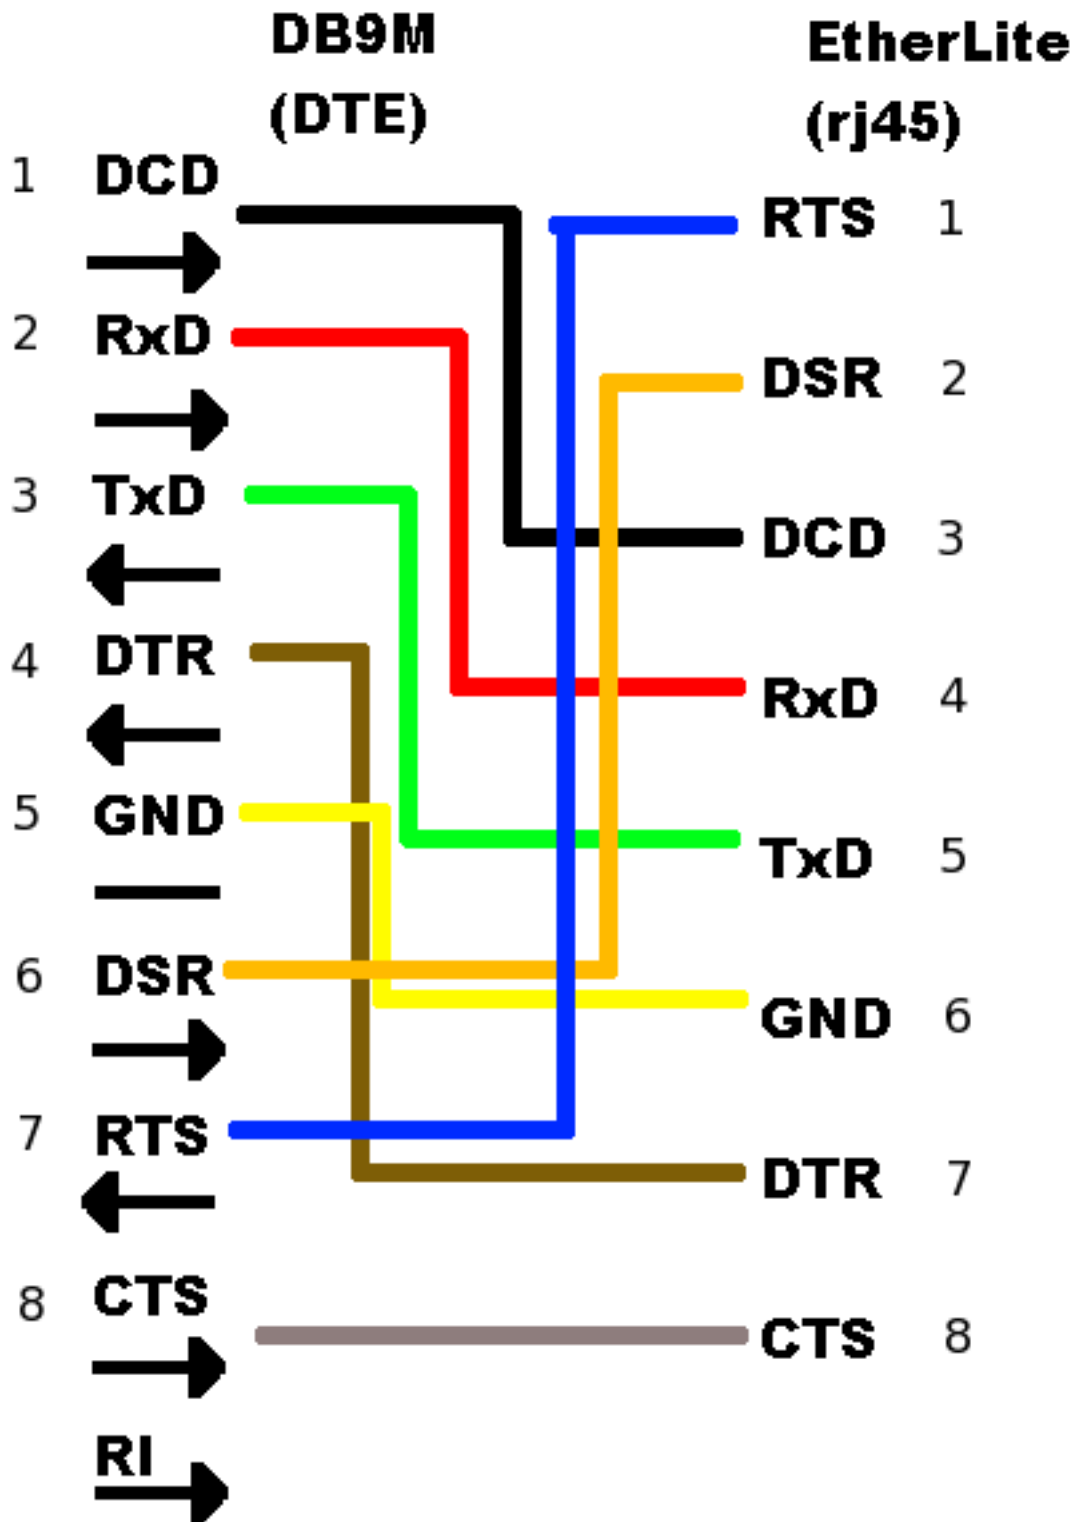 DB9M
(DTE)
EtherLite
(rj45)
1 DCD
2 RxD
3 TxD
4 DTR
5 GND
6 DSR
7 RTS
8 CTS
RI
RTS 1
DSR 2
DCD 3
RxD 4
TxD 5
GND 6
DTR 7
CTS 8